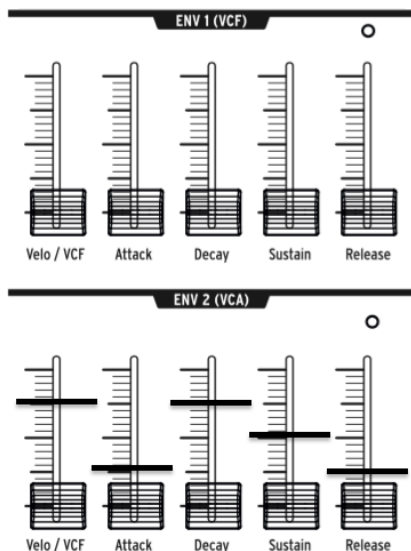 ENV 1 (VCF)
Velo / VCF Attack Decay Sustain Release
ENV 2 (VCA)
Velo / VCF Attack Decay Sustain Release